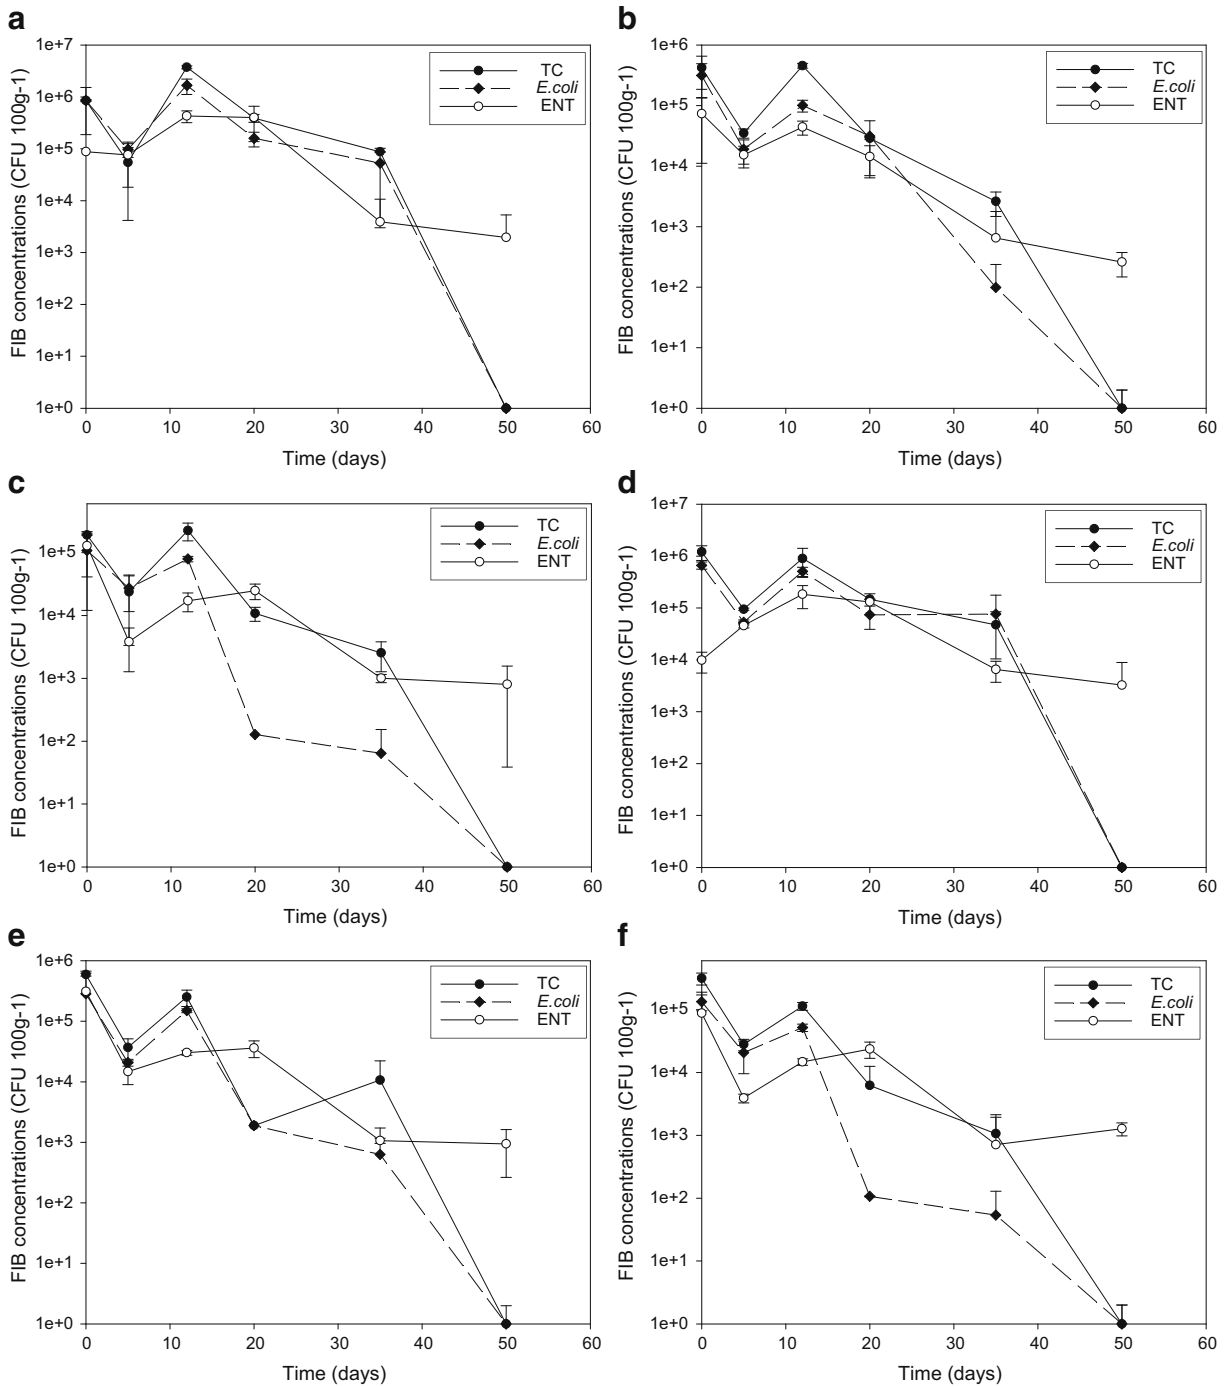 a
1e+7
1e+6
1e+5
1e+4
1e+3
1e+2
1e+1
1e+0
FIB concentrations (CFU 100g-1)
TC
E.coli
ENT
0 10 20 30 40 50 60
Time (days)
b
1e+6
1e+5
1e+4
1e+3
1e+2
1e+1
1e+0
FIB concentrations (CFU 100g-1)
TC
E.coli
ENT
0 10 20 30 40 50 60
Time (days)
c
1e+5
1e+4
1e+3
1e+2
1e+1
1e+0
FIB concentrations (CFU 100g-1)
TC
E.coli
ENT
0 10 20 30 40 50 60
Time (days)
d
1e+7
1e+6
1e+5
1e+4
1e+3
1e+2
1e+1
1e+0
FIB concentrations (CFU 100g-1)
TC
E.coli
ENT
0 10 20 30 40 50 60
Time (days)
e
1e+6
1e+5
1e+4
1e+3
1e+2
1e+1
1e+0
FIB concentrations (CFU 100g-1)
TC
E.coli
ENT
0 10 20 30 40 50 60
Time (days)
f
1e+5
1e+4
1e+3
1e+2
1e+1
1e+0
FIB concentrations (CFU 100g-1)
TC
E.coli
ENT
0 10 20 30 40 50 60
Time (days)